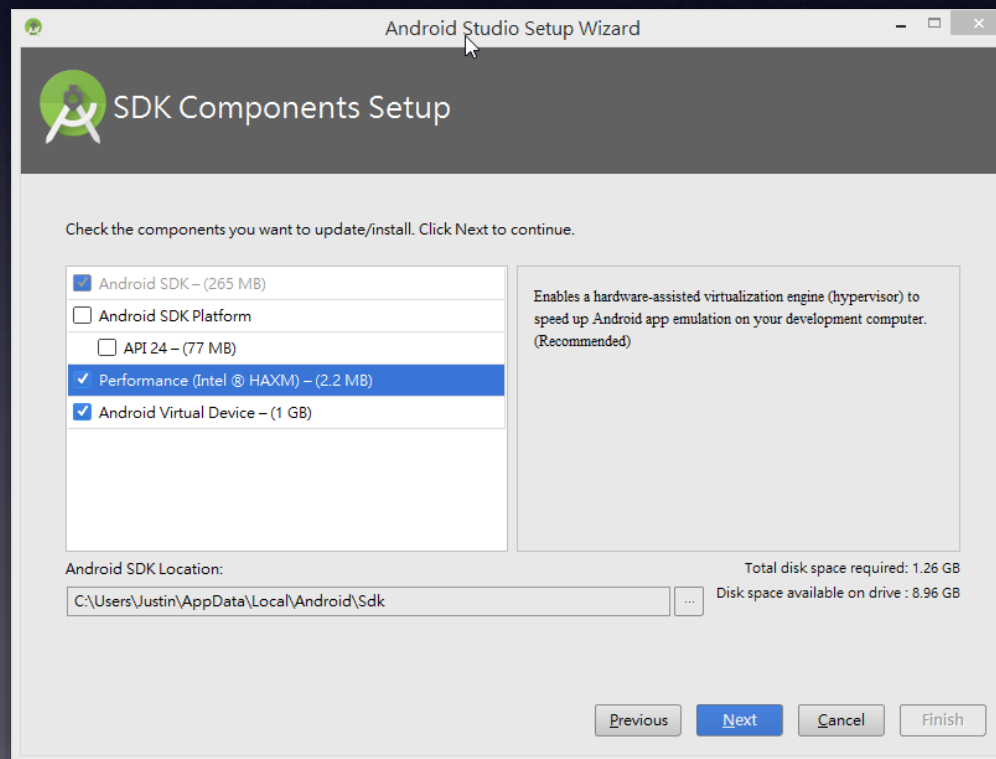 Android Studio Setup Wizard
SDK Components Setup
Check the components you want to update/install. Click Next to continue.
Android SDK – (265 MB)
Android SDK Platform
API 24 – (77 MB)
Performance (Intel ® HAXM) – (2.2 MB)
Android Virtual Device – (1 GB)
Enables a hardware-assisted virtualization engine (hypervisor) to
speed up Android app emulation on your development computer.
(Recommended)
Android SDK Location:
C:\Users\Justin\AppData\Local\Android\Sdk
...
Total disk space required: 1.26 GB
Disk space available on drive : 8.96 GB
Previous
Next
Cancel
Finish